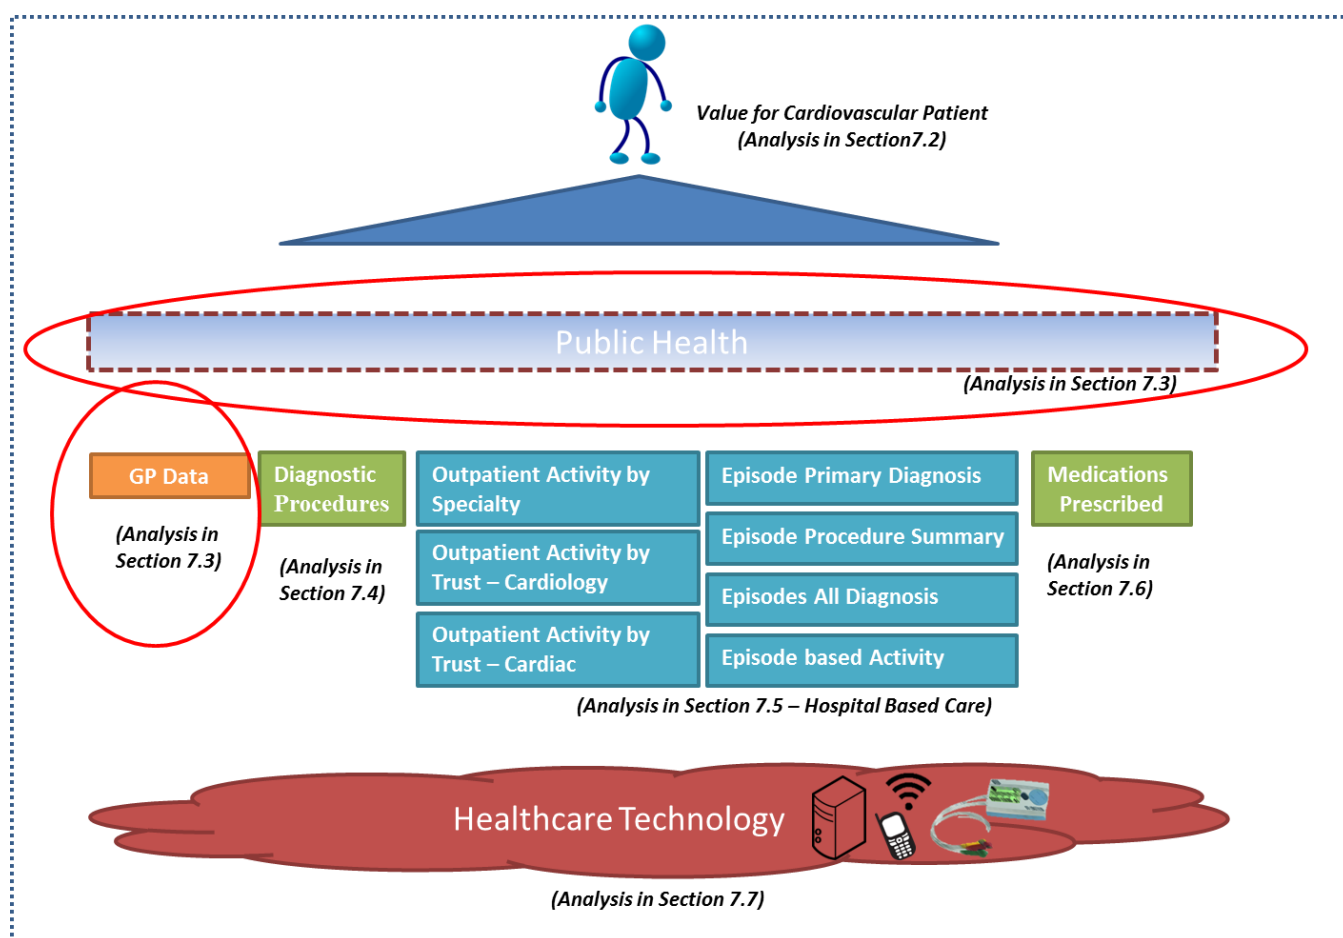 Value for Cardiovascular Patient
(Analysis in Section7.2)
Public Health
(Analysis in Section 7.3)
GP Data
(Analysis in
Section 7.3)
Diagnostic
Procedures
(Analysis in
Section 7.4)
Outpatient Activity by
Specialty
Outpatient Activity by
Trust – Cardiology
Outpatient Activity by
Trust – Cardiac
Episode Primary Diagnosis
Episode Procedure Summary
Episodes All Diagnosis
Episode based Activity
(Analysis in Section 7.5 – Hospital Based Care)
Medications
Prescribed
(Analysis in
Section 7.6)
Healthcare Technology
(Analysis in Section 7.7)